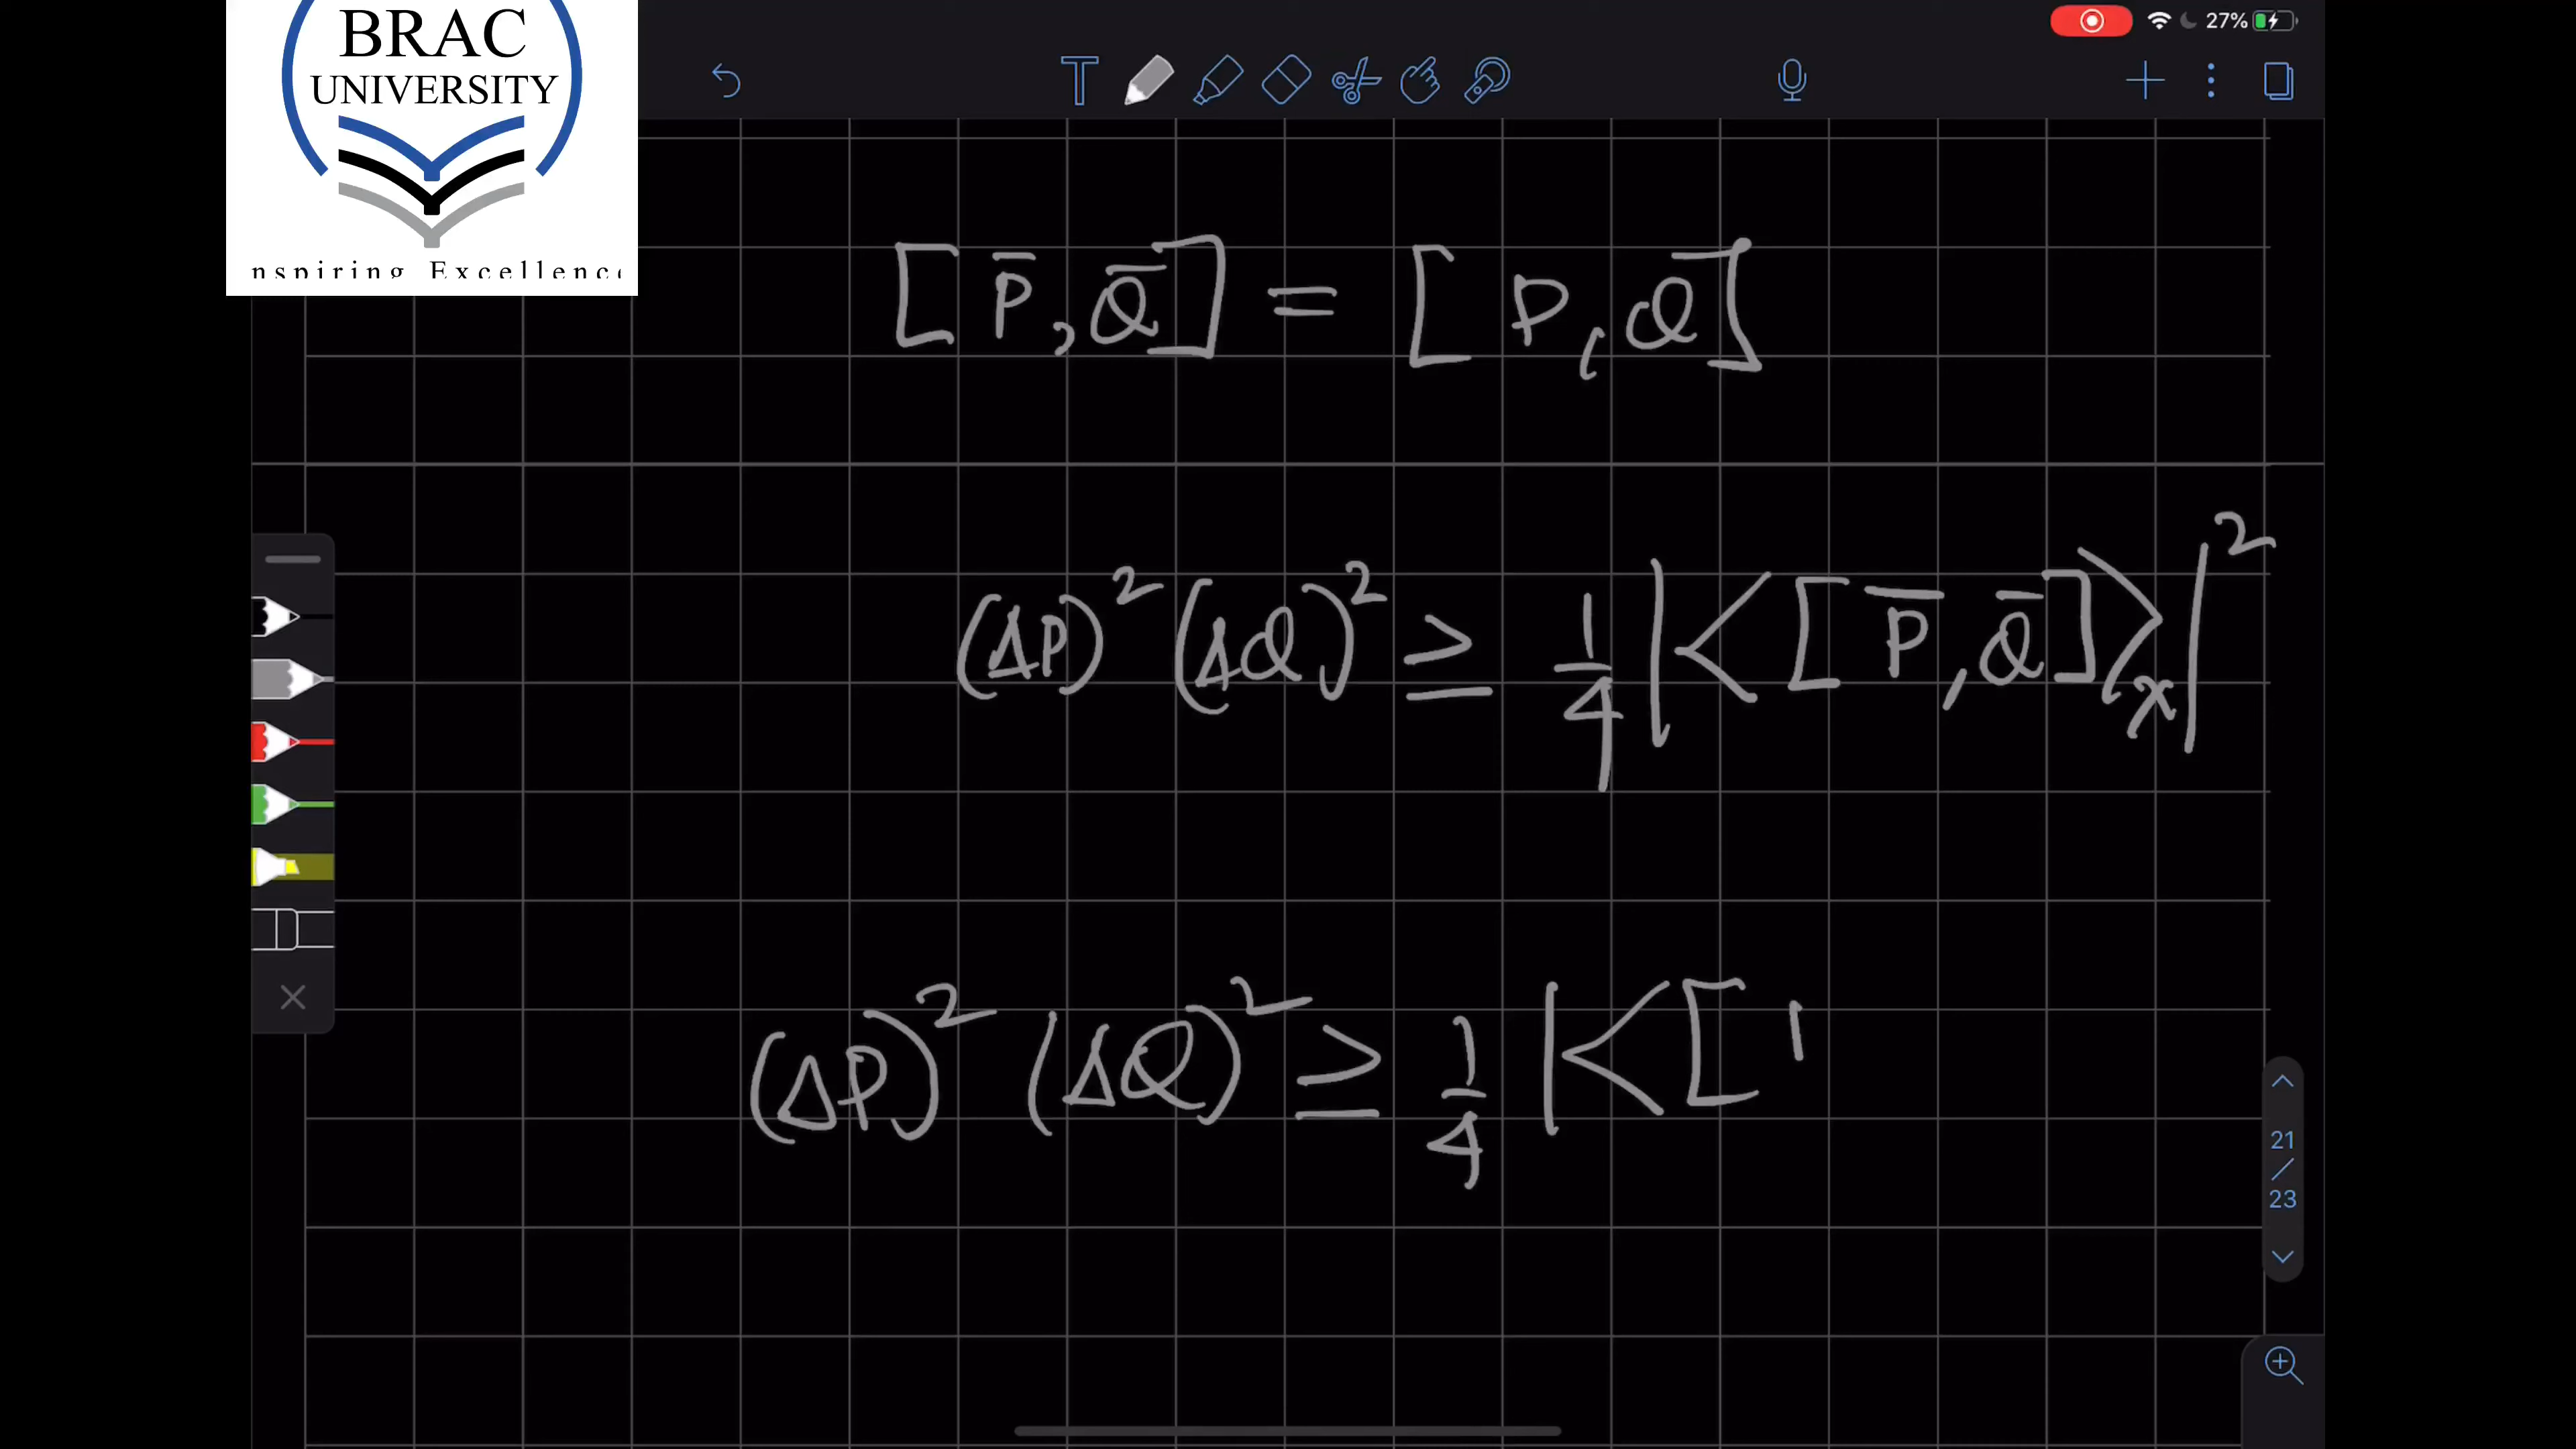 BRAC
UNIVERSITY
nspiring Excellenc
27%
T
[P̄, Q̄] = [P, Q]
(ΔP)² (ΔQ)² ≥ 1/4 |<[P̄, Q̄]>ₓ|²
(ΔP)² (ΔQ)² ≥ 1/4 |<[
21
/
23